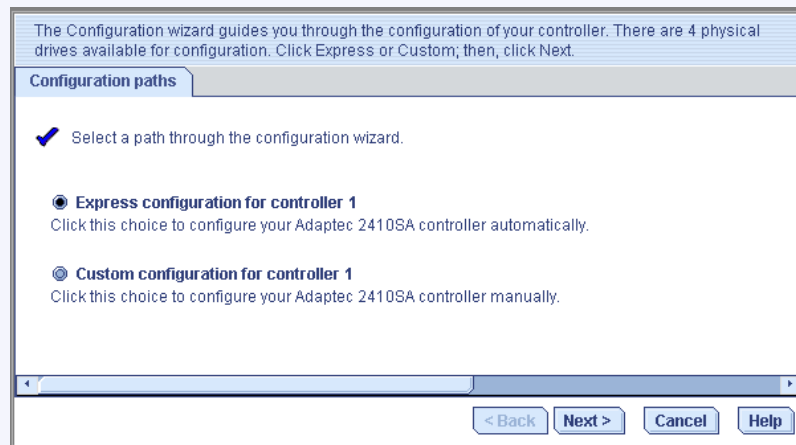 The Configuration wizard guides you through the configuration of your controller. There are 4 physical
drives available for configuration. Click Express or Custom; then, click Next.
Configuration paths
Select a path through the configuration wizard.
Express configuration for controller 1
Click this choice to configure your Adaptec 2410SA controller automatically.
Custom configuration for controller 1
Click this choice to configure your Adaptec 2410SA controller manually.
< Back Next > Cancel Help